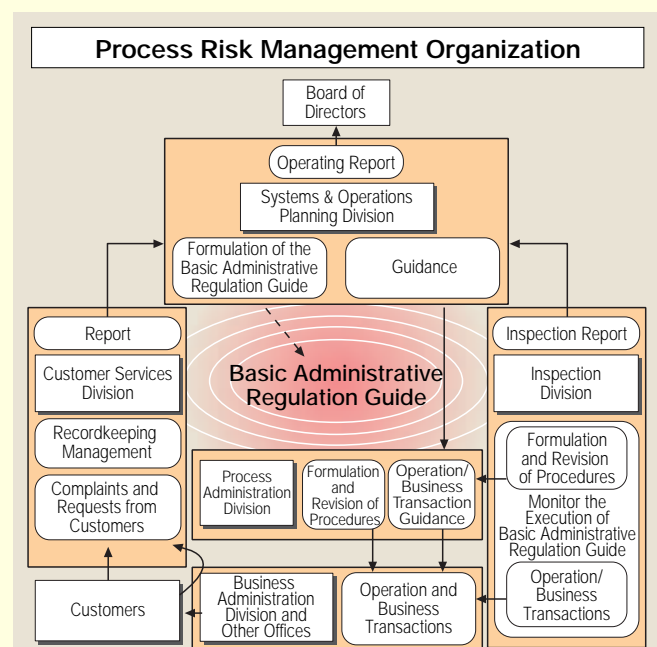 Process Risk Management Organization
Board of
Directors
Operating Report
Systems & Operations
Planning Division
Formulation of the
Basic Administrative
Regulation Guide
Guidance
Report
Customer Services
Division
Recordkeeping
Management
Complaints and
Requests from
Customers
Customers
Basic Administrative
Regulation Guide
Process
Administration
Division
Formulation
and
Revision of
Procedures
Operation/
Business
Transaction
Guidance
Business
Administration
Division and
Other Offices
Operation and
Business
Transactions
Inspection Report
Inspection
Division
Formulation
and Revision
of Procedures
Monitor the
Execution of
Basic Administrative
Regulation Guide
Operation/
Business
Transactions